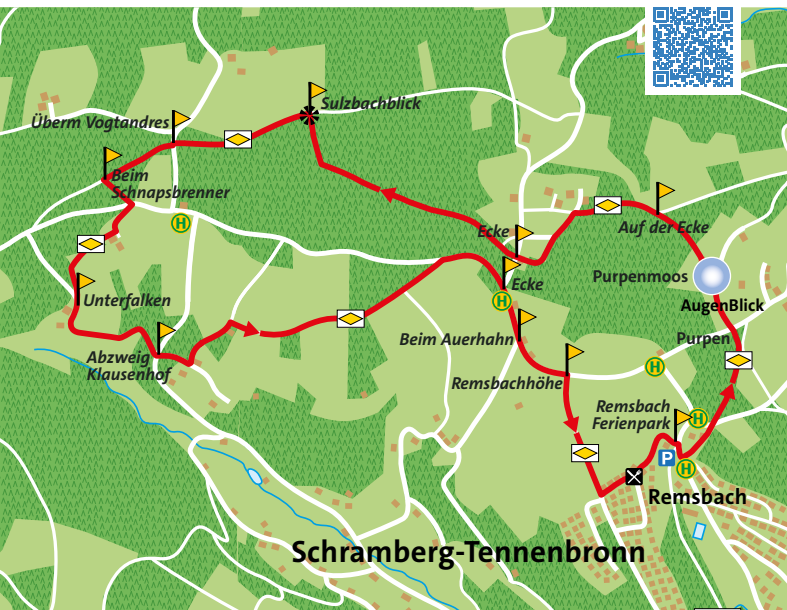 Sulzbachblick
Überm Vogtandres
Beim
Schnapsbrenner
H
Auf der Ecke
Ecke
Purpenmoos
Ecke
Unterfalken
H
AugenBlick
Beim Auerhahn
Purpen
Abzweig
Klausenhof
H
Remsbachhöhe
Remsbach
Ferienpark
H
P
H
Remsbach
Schramberg-Tennenbronn